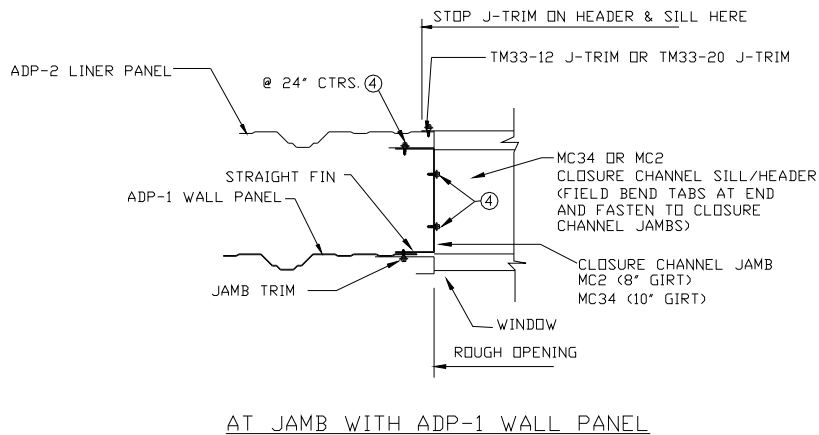 STOP J-TRIM ON HEADER & SILL HERE
TM33-12 J-TRIM OR TM33-20 J-TRIM
ADP-2 LINER PANEL
@ 24" CTRS. 4
MC34 OR MC2
CLOSURE CHANNEL SILL/HEADER
(FIELD BEND TABS AT END
AND FASTEN TO CLOSURE
CHANNEL JAMBS)
STRAIGHT FIN
ADP-1 WALL PANEL
4
CLOSURE CHANNEL JAMB
MC2 (8" GIRT)
MC34 (10" GIRT)
JAMB TRIM
WINDOW
ROUGH OPENING
AT JAMB WITH ADP-1 WALL PANEL